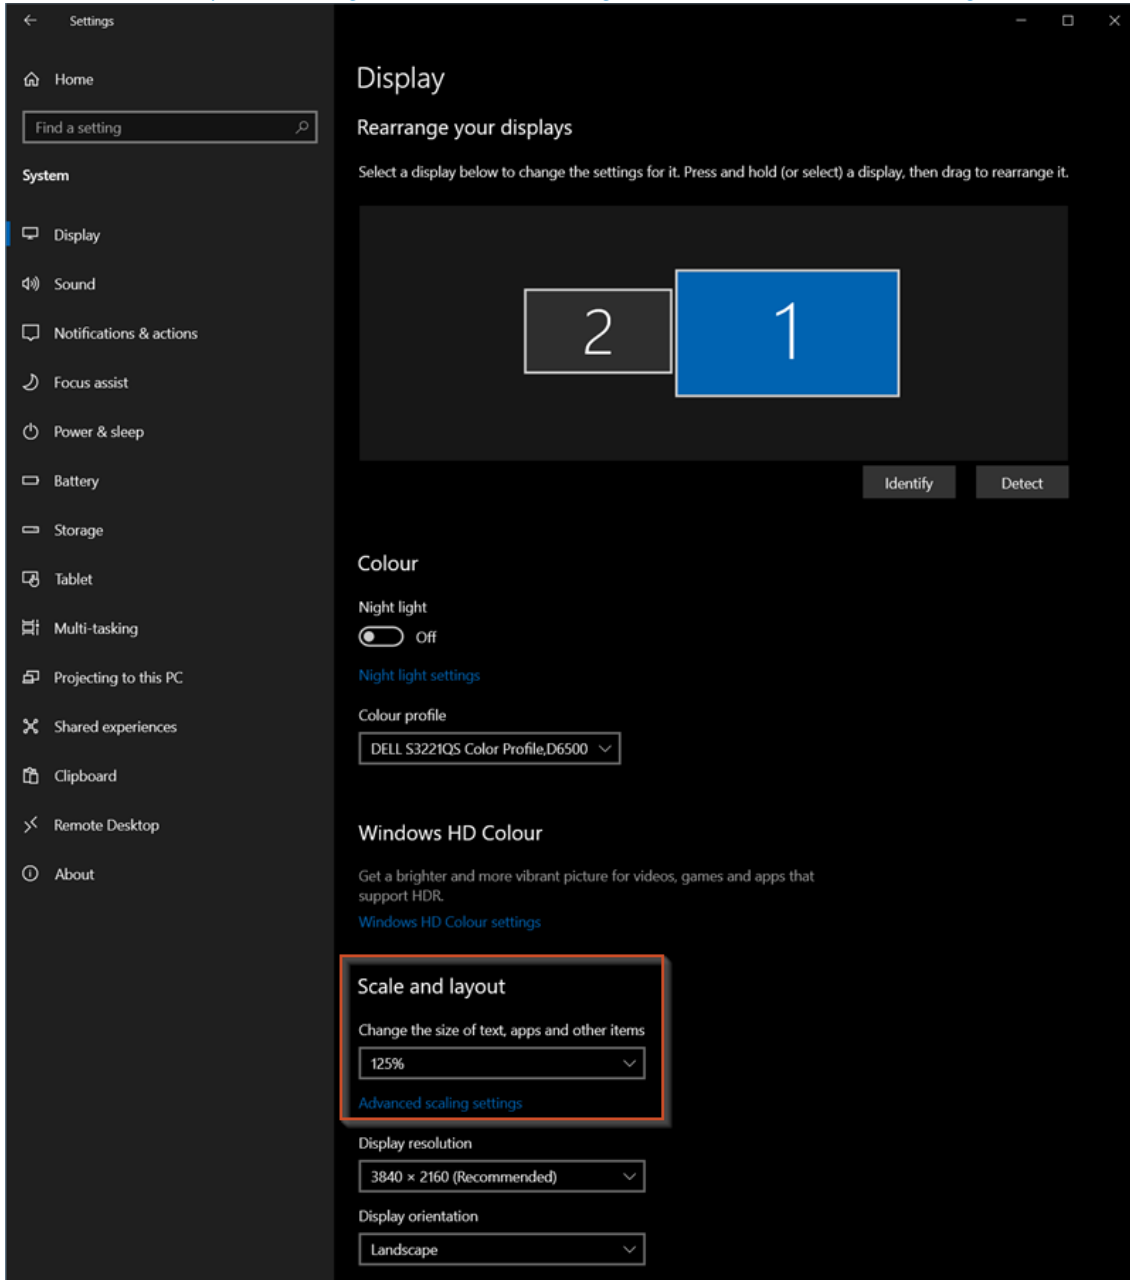 Settings
Home
Find a setting
System
Display
Sound
Notifications & actions
Focus assist
Power & sleep
Battery
Storage
Tablet
Multi-tasking
Projecting to this PC
Shared experiences
Clipboard
Remote Desktop
About
Display
Rearrange your displays
Select a display below to change the settings for it. Press and hold (or select) a display, then drag to rearrange it.
2
1
Identify
Detect
Colour
Night light
Off
Night light settings
Colour profile
DELL S3221QS Color Profile,D6500
Windows HD Colour
Get a brighter and more vibrant picture for videos, games and apps that
support HDR.
Windows HD Colour settings
Scale and layout
Change the size of text, apps and other items
125%
Advanced scaling settings
Display resolution
3840 × 2160 (Recommended)
Display orientation
Landscape